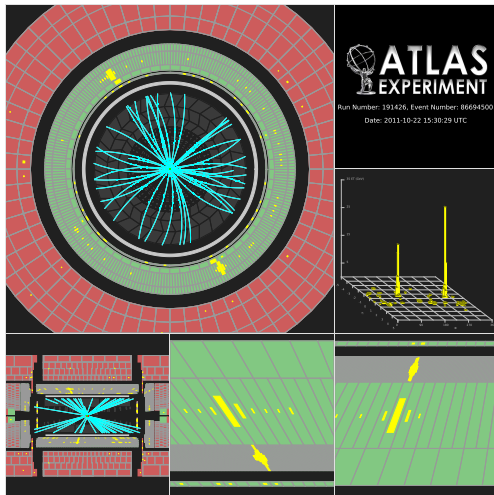 ATLAS
EXPERIMENT
Run Number: 191426, Event Number: 86694500
Date: 2011-10-22 15:30:29 UTC